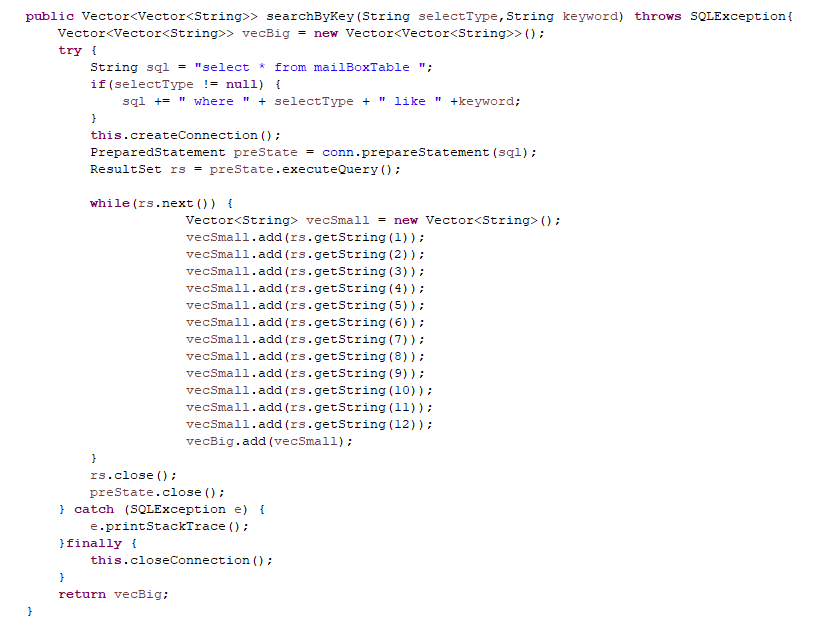 public Vector<Vector<String>> searchByKey(String selectType,String keyword) throws SQLException{
    Vector<Vector<String>> vecBig = new Vector<Vector<String>>();
    try {
        String sql = "select * from mailBoxTable ";
        if(selectType != null) {
            sql += " where " + selectType + " like " +keyword;
        }
        this.createConnection();
        PreparedStatement preState = conn.prepareStatement(sql);
        ResultSet rs = preState.executeQuery();

        while(rs.next()) {
                    Vector<String> vecSmall = new Vector<String>();
                    vecSmall.add(rs.getString(1));
                    vecSmall.add(rs.getString(2));
                    vecSmall.add(rs.getString(3));
                    vecSmall.add(rs.getString(4));
                    vecSmall.add(rs.getString(5));
                    vecSmall.add(rs.getString(6));
                    vecSmall.add(rs.getString(7));
                    vecSmall.add(rs.getString(8));
                    vecSmall.add(rs.getString(9));
                    vecSmall.add(rs.getString(10));
                    vecSmall.add(rs.getString(11));
                    vecSmall.add(rs.getString(12));
                    vecBig.add(vecSmall);
        }
        rs.close();
        preState.close();
    } catch (SQLException e) {
        e.printStackTrace();
    }finally {
        this.closeConnection();
    }
    return vecBig;
}